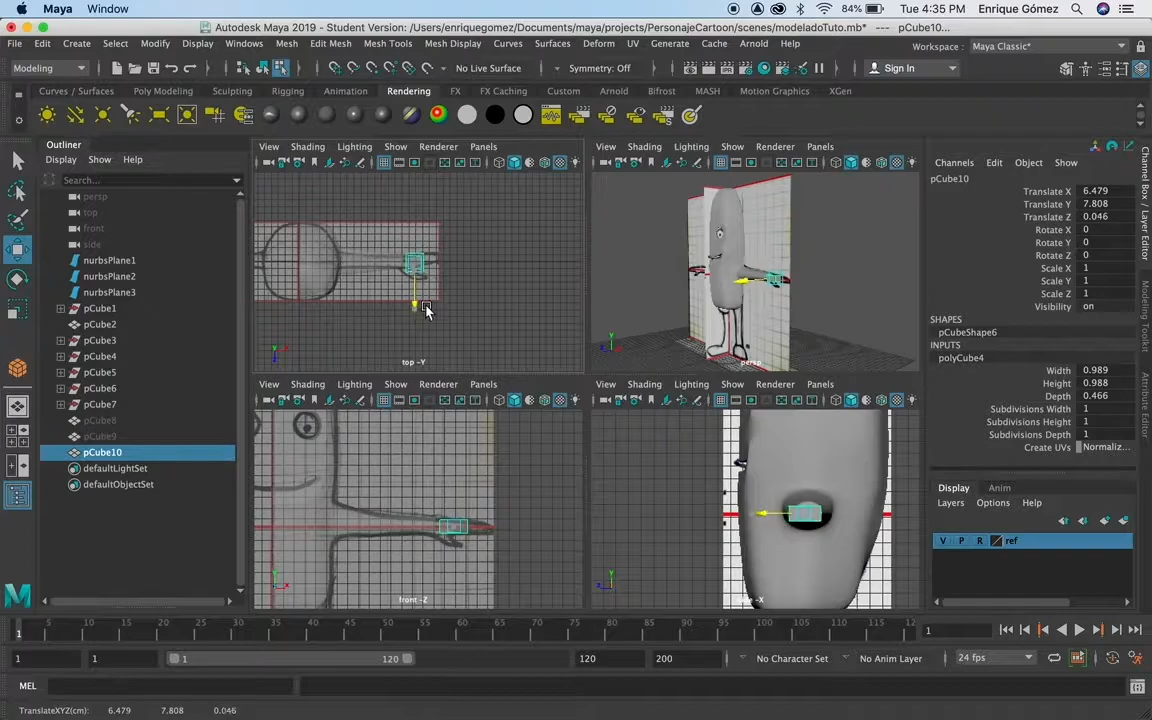 Maya Window 84% Tue 4:35 PM Enrique Gómez
Autodesk Maya 2019 - Student Version: /Users/enriquegomez/Documents/maya/projects/PersonajeCartoon/scenes/modeladoTuto.mb* --- pCube10...
File Edit Create Select Modify Display Windows Mesh Edit Mesh Mesh Tools Mesh Display Curves Surfaces Deform UV Generate Cache Arnold Help Workspace : Maya Classic*
Modeling No Live Surface Symmetry: Off Sign In
Curves / Surfaces Poly Modeling Sculpting Rigging Animation Rendering FX FX Caching Custom Arnold Bifrost MASH Motion Graphics XGen
Outliner
Display Show Help
Search...
persp
top
front
side
nurbsPlane1
nurbsPlane2
nurbsPlane3
pCube1
pCube2
pCube3
pCube4
pCube5
pCube6
pCube7
pCube8
pCube9
pCube10
defaultLightSet
defaultObjectSet
View Shading Lighting Show Renderer Panels
top -Y
View Shading Lighting Show Renderer Panels
persp
View Shading Lighting Show Renderer Panels
front -Z
View Shading Lighting Show Renderer Panels
-X
Channels Edit Object Show
pCube10
Translate X 6.479
Translate Y 7.808
Translate Z 0.046
Rotate X 0
Rotate Y 0
Rotate Z 0
Scale X 1
Scale Y 1
Scale Z 1
Visibility on
SHAPES
pCubeShape6
INPUTS
polyCube4
Width 0.989
Height 0.988
Depth 0.466
Subdivisions Width 1
Subdivisions Height 1
Subdivisions Depth 1
Create UVs Normaliz...
Display Anim
Layers Options Help
V P R ref
Channel Box / Layer Editor
Modeling Toolkit
Attribute Editor
5 10 15 20 25 30 35 40 45 50 55 60 65 70 75 80 85 90 95 100 105 110 115 12
1 1
1 1 1 120 120 200 No Character Set No Anim Layer 24 fps
MEL
TranslateXYZ(cm): 6.479 7.808 0.046